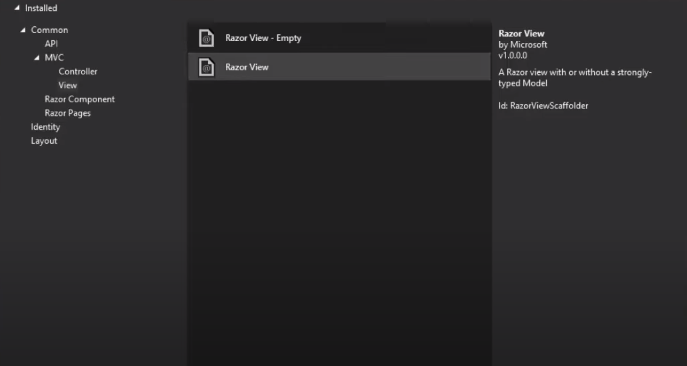 Installed
Common
API
MVC
Controller
View
Razor Component
Razor Pages
Identity
Layout
Razor View - Empty
Razor View
Razor View
by Microsoft
v1.0.0.0
A Razor view with or without a strongly-
typed Model
Id: RazorViewScaffolder